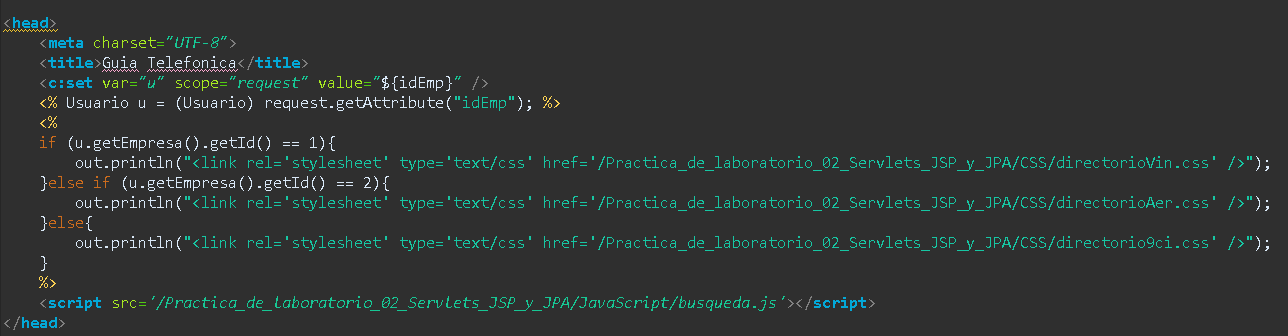 <head>
    <meta charset="UTF-8">
    <title>Guia Telefonica</title>
    <c:set var="u" scope="request" value="${idEmp}" />
    <% Usuario u = (Usuario) request.getAttribute("idEmp"); %>
    <%
    if (u.getEmpresa().getId() == 1){
        out.println("<link rel='stylesheet' type='text/css' href='/Practica_de_laboratorio_02_Servlets_JSP_y_JPA/CSS/directorioVin.css' />");
    }else if (u.getEmpresa().getId() == 2){
        out.println("<link rel='stylesheet' type='text/css' href='/Practica_de_laboratorio_02_Servlets_JSP_y_JPA/CSS/directorioAer.css' />");
    }else{
        out.println("<link rel='stylesheet' type='text/css' href='/Practica_de_laboratorio_02_Servlets_JSP_y_JPA/CSS/directorio9ci.css' />");
    }
    %>
    <script src='/Practica_de_laboratorio_02_Servlets_JSP_y_JPA/JavaScript/busqueda.js'></script>
</head>